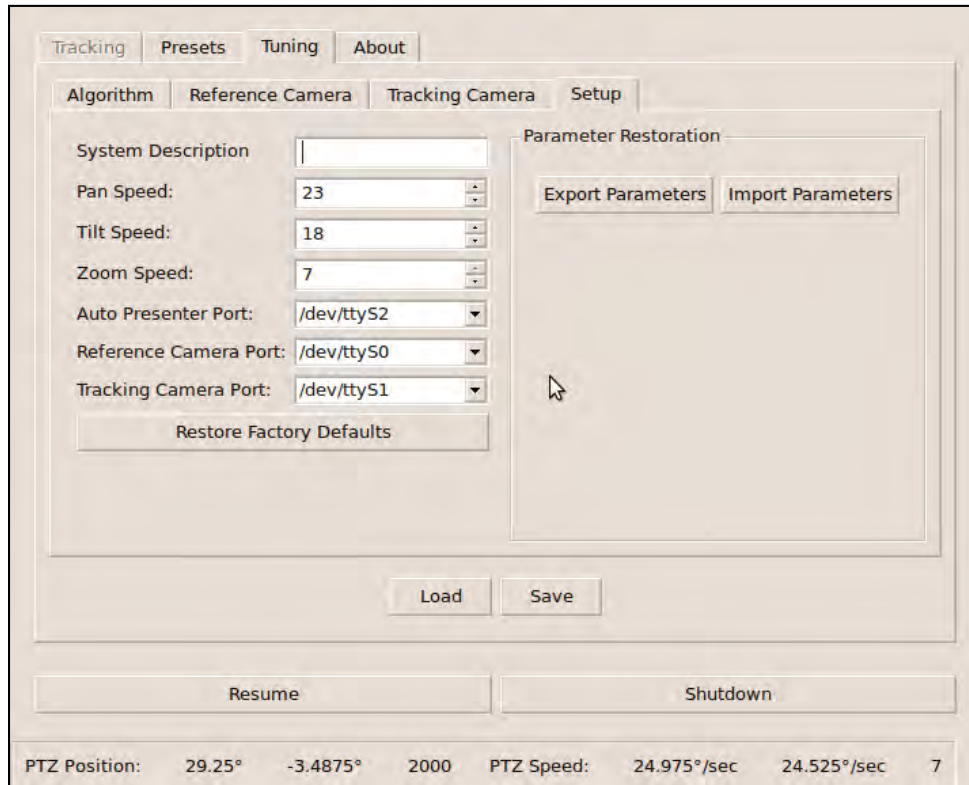 Tracking Presets Tuning About
Algorithm Reference Camera Tracking Camera Setup
System Description
Pan Speed: 23
Tilt Speed: 18
Zoom Speed: 7
Auto Presenter Port: /dev/ttyS2
Reference Camera Port: /dev/ttyS0
Tracking Camera Port: /dev/ttyS1
Restore Factory Defaults
Parameter Restoration
Export Parameters Import Parameters
Load Save
Resume Shutdown
PTZ Position: 29.25° -3.4875° 2000 PTZ Speed: 24.975°/sec 24.525°/sec 7